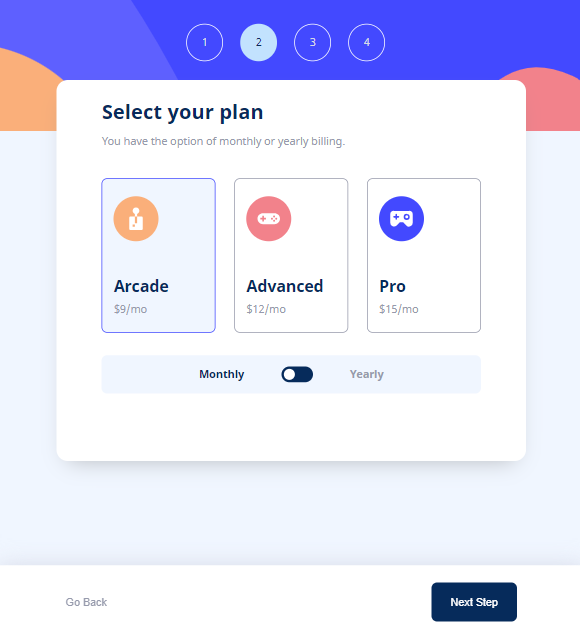 1 2 3 4
Select your plan
You have the option of monthly or yearly billing.
Arcade Advanced Pro
$9/mo $12/mo $15/mo
Monthly Yearly
Go Back Next Step